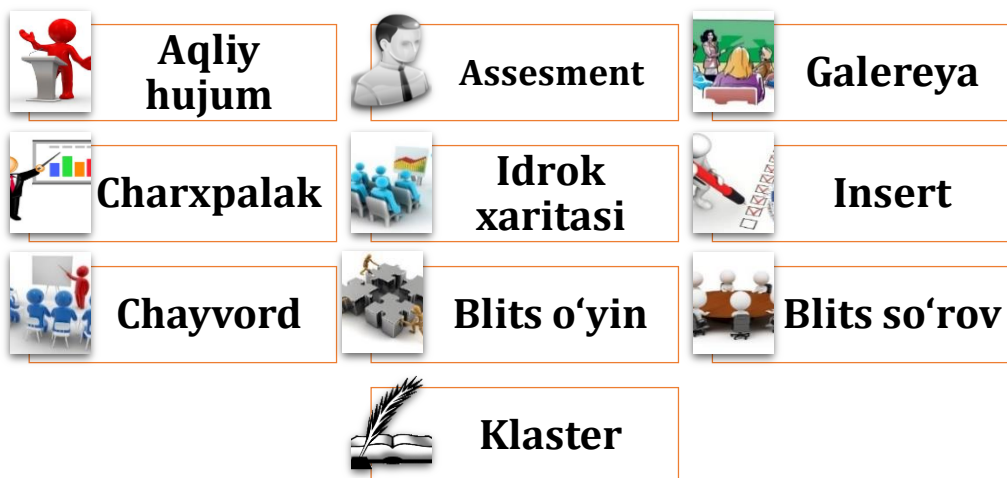 Aqliy
hujum
Assesment
Galereya
Charxpalak
Idrok
xaritasi
Insert
Chayvord
Blits o‘yin
Blits so‘rov
Klaster